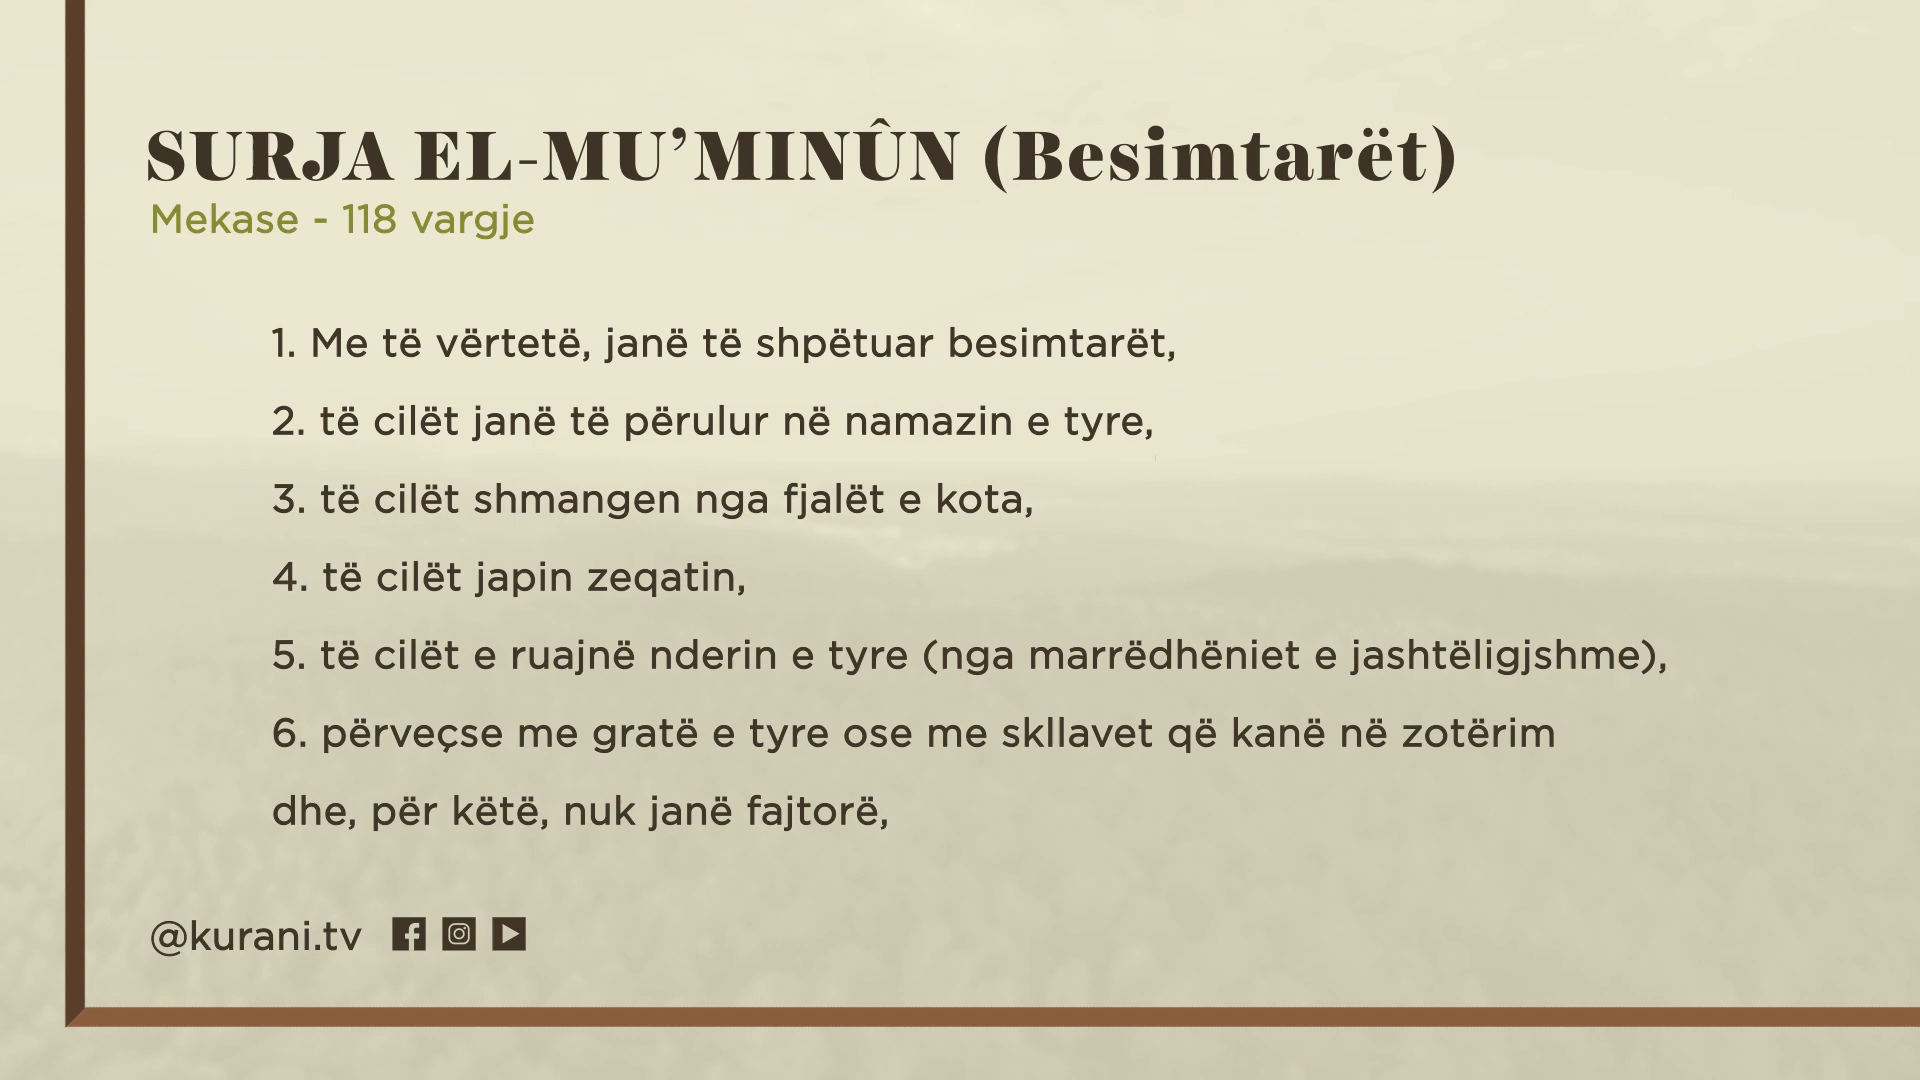 SURJA EL-MU’MINÛN (Besimtarët)
Mekase - 118 vargje
1. Me të vërtetë, janë të shpëtuar besimtarët,
2. të cilët janë të përulur në namazin e tyre,
3. të cilët shmangen nga fjalët e kota,
4. të cilët japin zeqatin,
5. të cilët e ruajnë nderin e tyre (nga marrëdhëniet e jashtëligjshme),
6. përveçse me gratë e tyre ose me skllavet që kanë në zotërim
dhe, për këtë, nuk janë fajtorë,
@kurani.tv